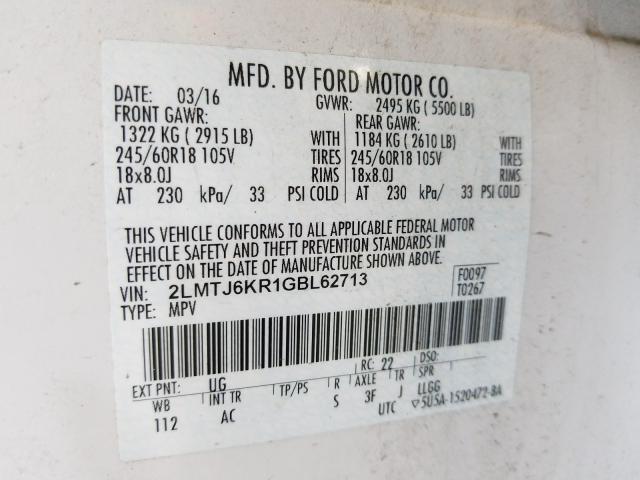 MFD. BY FORD MOTOR CO.
DATE: 03/16 GVWR: 2495 KG ( 5500 LB)
FRONT GAWR: REAR GAWR:
1322 KG ( 2915 LB) WITH 1184 KG ( 2610 LB) WITH
245/60R18 105V TIRES 245/60R18 105V TIRES
18x8.0J RIMS 18x8.0J RIMS
AT 230 kPa/ 33 PSI COLD AT 230 kPa/ 33 PSI COLD
THIS VEHICLE CONFORMS TO ALL APPLICABLE FEDERAL MOTOR
VEHICLE SAFETY AND THEFT PREVENTION STANDARDS IN
EFFECT ON THE DATE OF MANUFACTURE SHOWN ABOVE.
VIN: 2LMTJ6KR1GBL62713 F0097
TYPE: MPV T0267
EXT PNT: UG RC: 22 DSO:
WB INT TR TP/PS R AXLE TR SPR
112 AC S 3F J LLGG
UTC ▽5U5A-1520472-BA